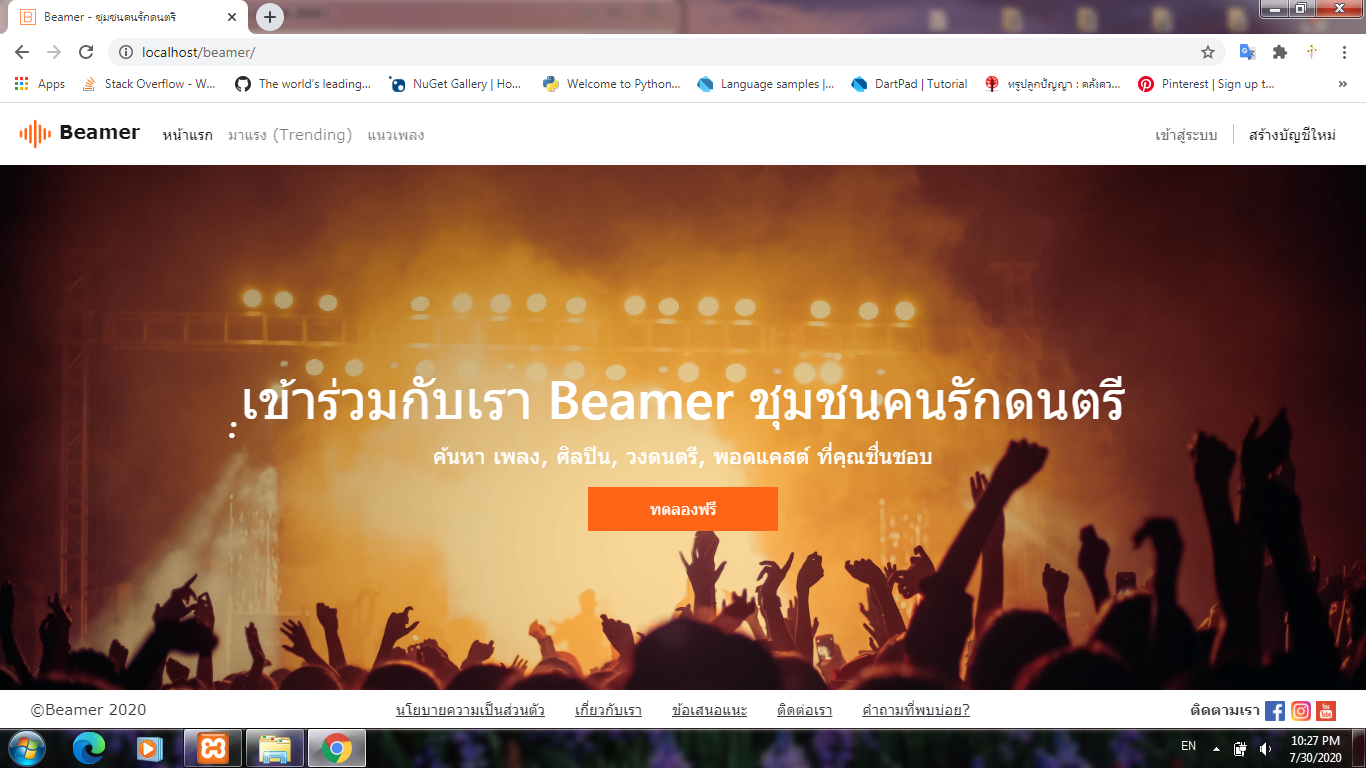 Beamer - ชุมชนคนรักดนตรี
localhost/beamer/
Apps Stack Overflow - W... The world's leading... NuGet Gallery | Ho... Welcome to Python... Language samples |... DartPad | Tutorial ทรูปลูกปัญญา : คลังคว... Pinterest | Sign up t... »
Beamer หน้าแรก มาแรง (Trending) แนวเพลง เข้าสู่ระบบ สร้างบัญชีใหม่
เข้าร่วมกับเรา Beamer ชุมชนคนรักดนตรี
:
ค้นหา เพลง, ศิลปิน, วงดนตรี, พอดแคสต์ ที่คุณชื่นชอบ
ทดลองฟรี
©Beamer 2020 นโยบายความเป็นส่วนตัว เกี่ยวกับเรา ข้อเสนอแนะ ติดต่อเรา คำถามที่พบบ่อย? ติดตามเรา
EN 10:27 PM
7/30/2020